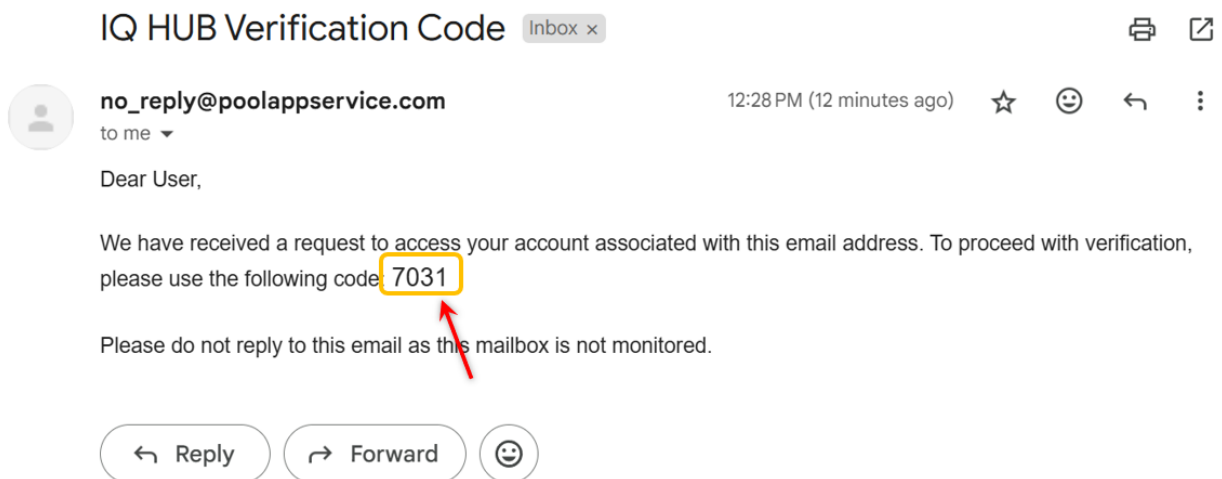 IQ HUB Verification Code Inbox ×
no_reply@poolappservice.com 12:28 PM (12 minutes ago)
to me
Dear User,
We have received a request to access your account associated with this email address. To proceed with verification,
please use the following code: 7031
Please do not reply to this email as this mailbox is not monitored.
Reply Forward